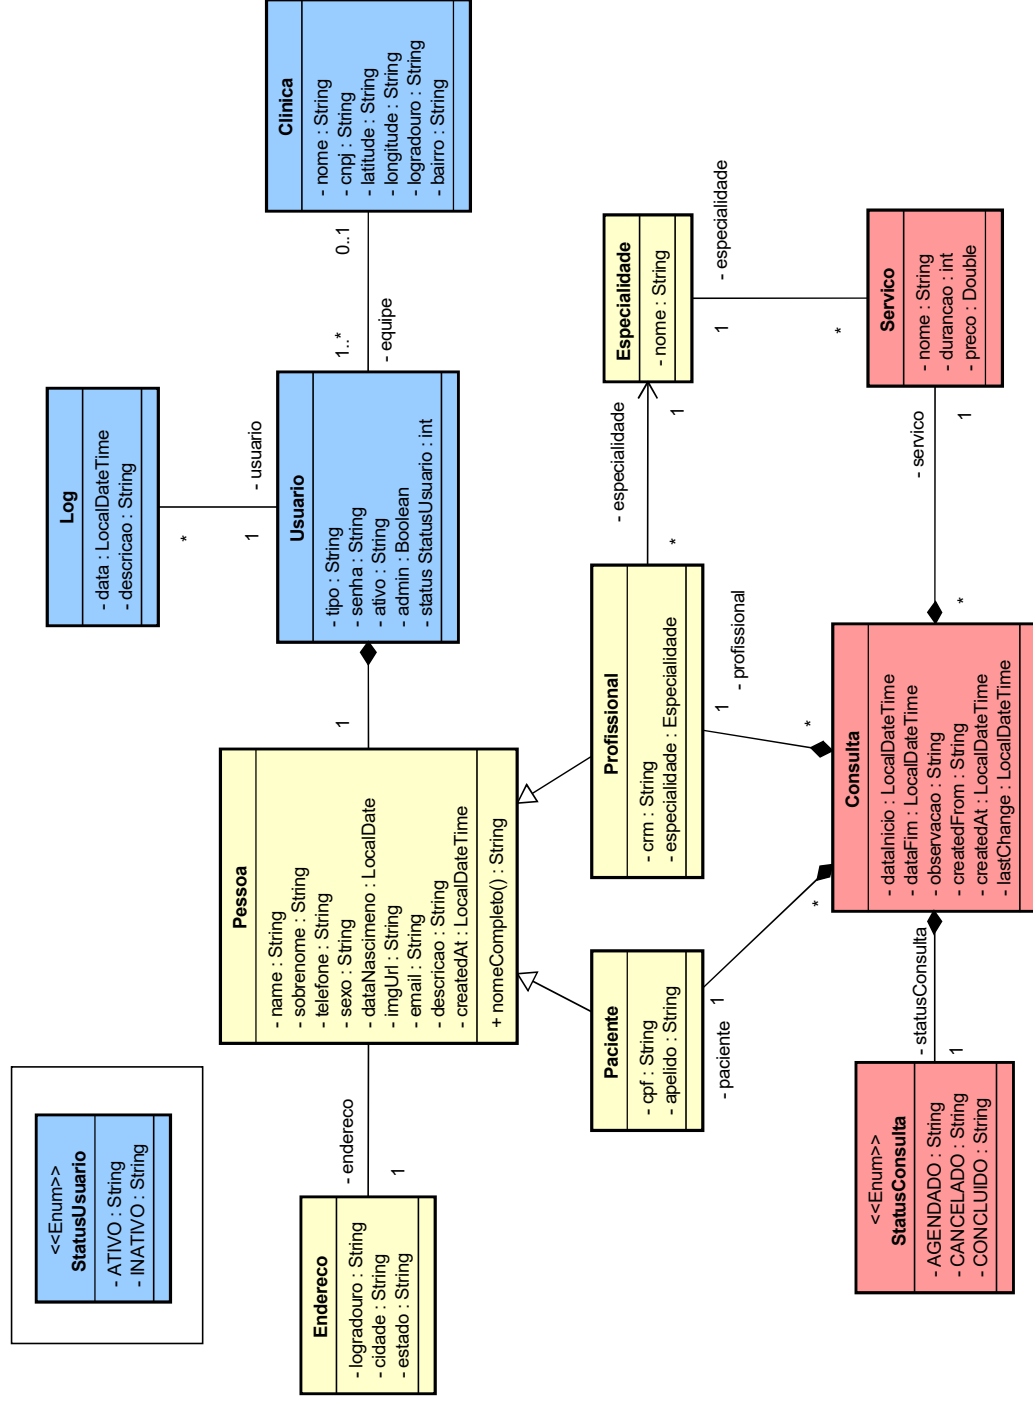 <<Enum>>
StatusUsuario
- ATIVO : String
- INATIVO : String
Log
- data : LocalDateTime
- descricao : String
*
1
- usuario
Endereco
- logradouro : String
- cidade : String
- estado : String
- endereco
1
Pessoa
- name : String
- sobrenome : String
- telefone : String
- sexo : String
- dataNascimeno : LocalDate
- imgUrl : String
- email : String
- descricao : String
- createdAt : LocalDateTime
+ nomeCompleto() : String
1
Usuario
- tipo : String
- senha : String
- ativo : String
- admin : Boolean
- status StatusUsuario : int
1..*
- equipe
0..1
Clinica
- nome : String
- cnpj : String
- latitude : String
- longitude : String
- logradouro : String
- bairro : String
Paciente
- cpf : String
- apelido : String
- paciente
1
*
Profissional
- crm : String
- especialidade : Especialidade
1
- profissional
*
- especialidade
*
1
Especialidade
- nome : String
1
- especialidade
*
<<Enum>>
StatusConsulta
- AGENDADO : String
- CANCELADO : String
- CONCLUIDO : String
- statusConsulta
1
Consulta
- dataInicio : LocalDateTime
- dataFim : LocalDateTime
- observacao : String
- createdFrom : String
- createdAt : LocalDateTime
- lastChange : LocalDateTime
*
- servico
1
Servico
- nome : String
- durancao : int
- preco : Double